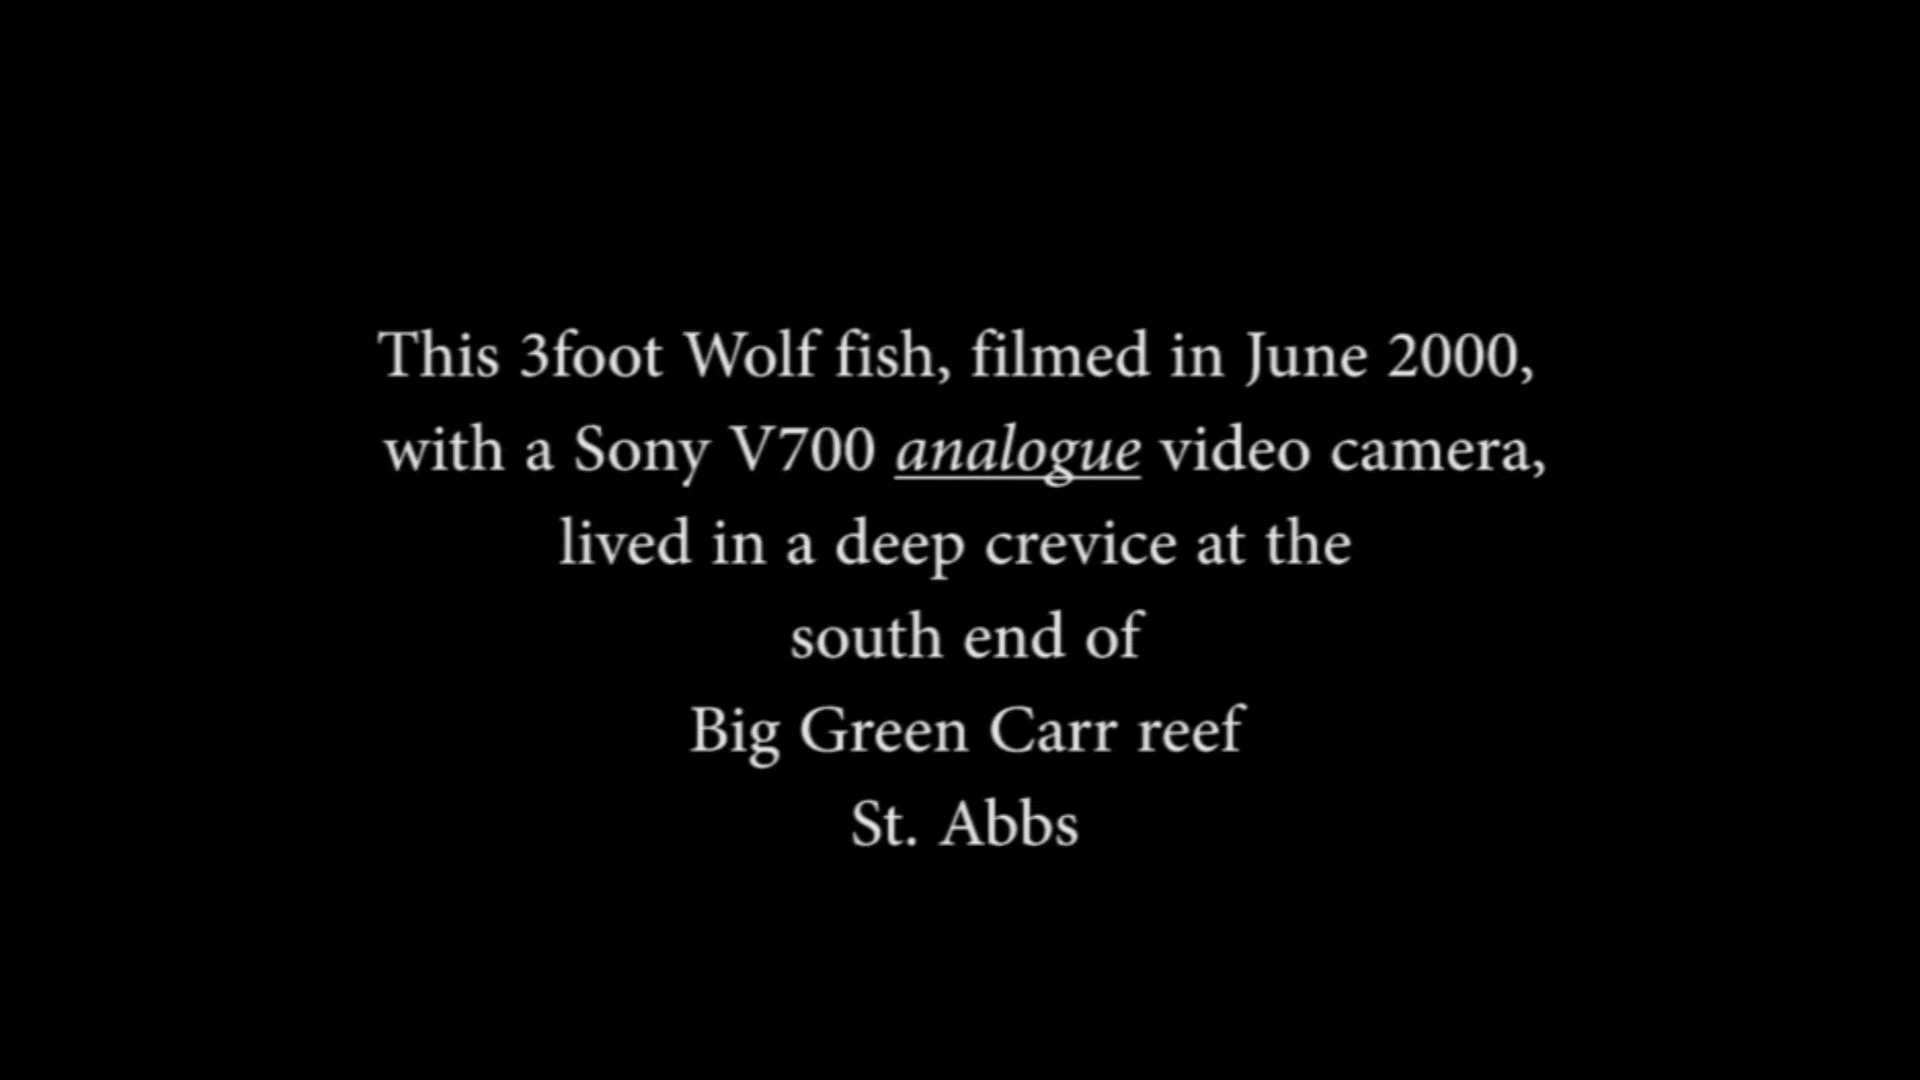 This 3foot Wolf fish, filmed in June 2000,
with a Sony V700 analogue video camera,
lived in a deep crevice at the
south end of
Big Green Carr reef
St. Abbs